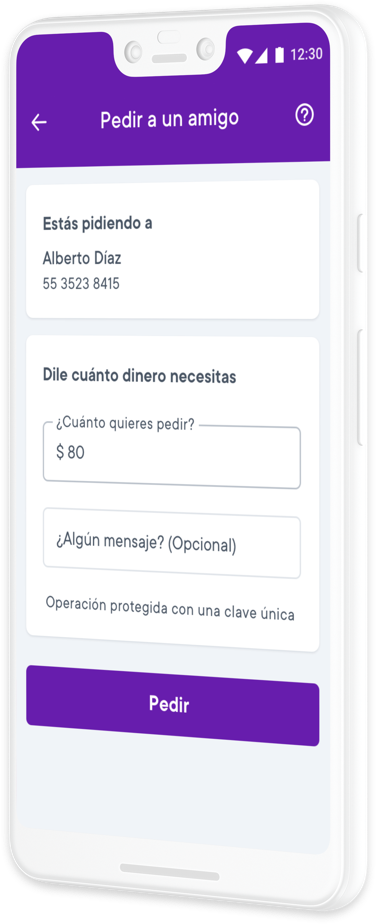 12:30
Pedir a un amigo
Estás pidiendo a
Alberto Díaz
55 3523 8415
Dile cuánto dinero necesitas
¿Cuánto quieres pedir?
$ 80
¿Algún mensaje? (Opcional)
Operación protegida con una clave única
Pedir